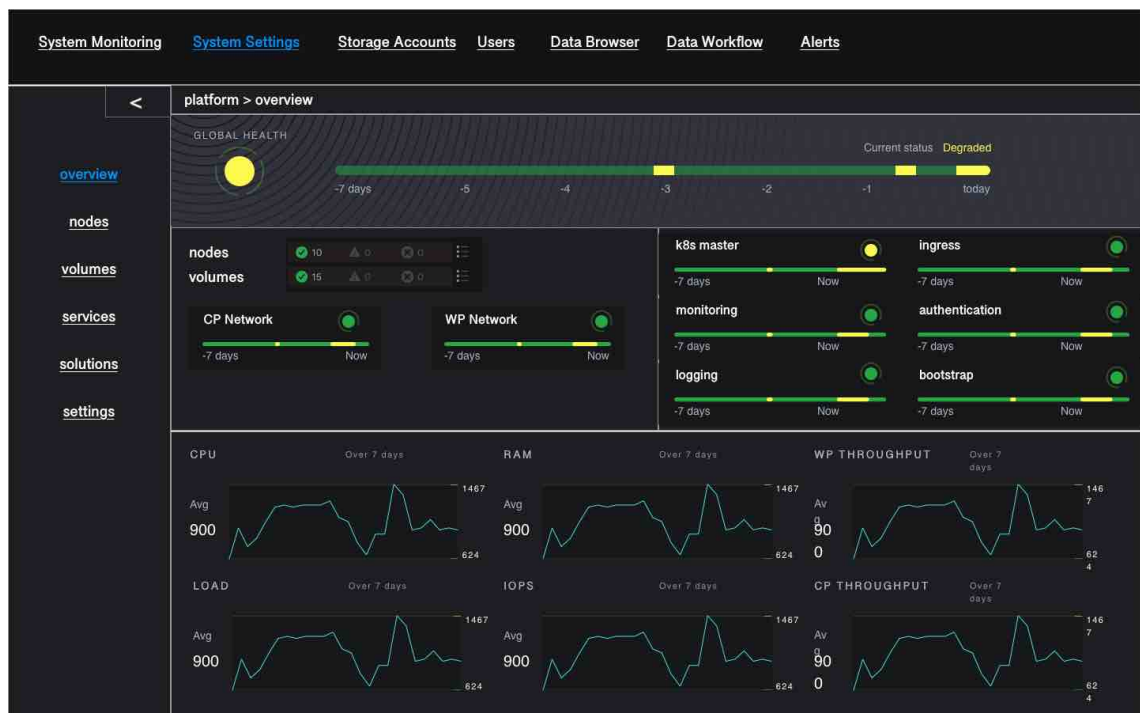 System Monitoring System Settings Storage Accounts Users Data Browser Data Workflow Alerts
< platform > overview
overview
nodes
volumes
services
solutions
settings
GLOBAL HEALTH
Current status Degraded
-7 days -5 -4 -3 -2 -1 today
nodes 10 0 0
volumes 15 0 0
CP Network
-7 days Now
WP Network
-7 days Now
k8s master
-7 days Now
ingress
-7 days Now
monitoring
-7 days Now
authentication
-7 days Now
logging
-7 days Now
bootstrap
-7 days Now
CPU Over 7 days
1467
Avg
900
624
RAM Over 7 days
1467
Avg
900
624
WP THROUGHPUT Over 7
days
146
7
Av
g
90
0
62
4
LOAD Over 7 days
1467
Avg
900
624
IOPS Over 7 days
1467
Avg
900
624
CP THROUGHPUT Over 7
days
146
7
Av
g
90
0
62
4